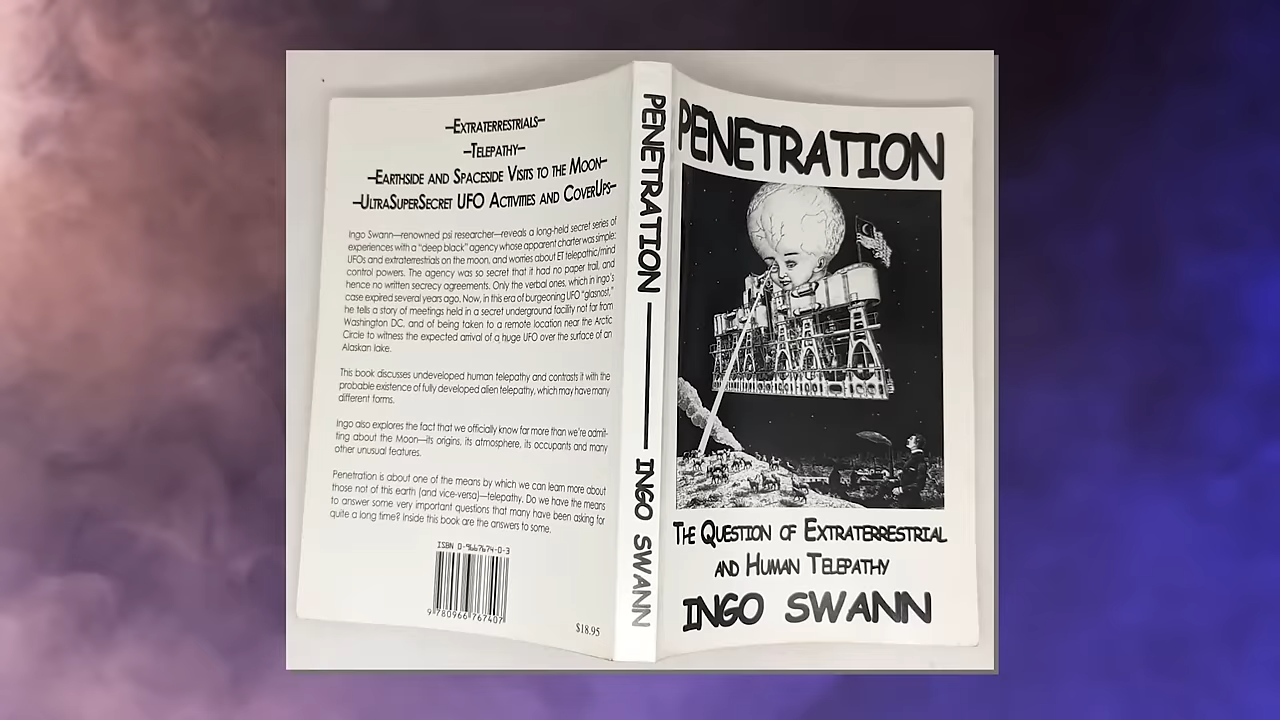 —EXTRATERRESTRIALS—
—TELEPATHY—
—EARTHSIDE AND SPACESIDE VISITS TO THE MOON—
—ULTRASUPERSECRET UFO ACTIVITIES AND COVERUPS—
Ingo Swann—renowned psi researcher—reveals a long-held secret series of
experiences with a "deep black" agency whose apparent charter was simple:
UFOs and extraterrestrials on the moon, and worries about ET telepathic/mind
control powers. The agency was so secret that it had no paper trail, and
hence no written secrecy agreements. Only the verbal ones, which in Ingo's
case expired several years ago. Now, in this era of burgeoning UFO "glasnost,"
he tells a story of meetings held in a secret underground facility not far from
Washington DC, and of being taken to a remote location near the Arctic
Circle to witness the expected arrival of a huge UFO over the surface of an
Alaskan lake.
This book discusses undeveloped human telepathy and contrasts it with the
probable existence of fully developed alien telepathy, which may have many
different forms.
Ingo also explores the fact that we officially know far more than we're admit-
ting about the Moon—its origins, its atmosphere, its occupants and many
other unusual features.
Penetration is about one of the means by which we can learn more about
those not of this earth (and vice-versa)—telepathy. Do we have the means
to answer some very important questions that many have been asking for
quite a long time? Inside this book are the answers to some.
ISBN 0-9667674-0-3
9 780966 767407
$18.95
PENETRATION — INGO SWANN
PENETRATION
THE QUESTION OF EXTRATERRESTRIAL
AND HUMAN TELEPATHY
INGO SWANN